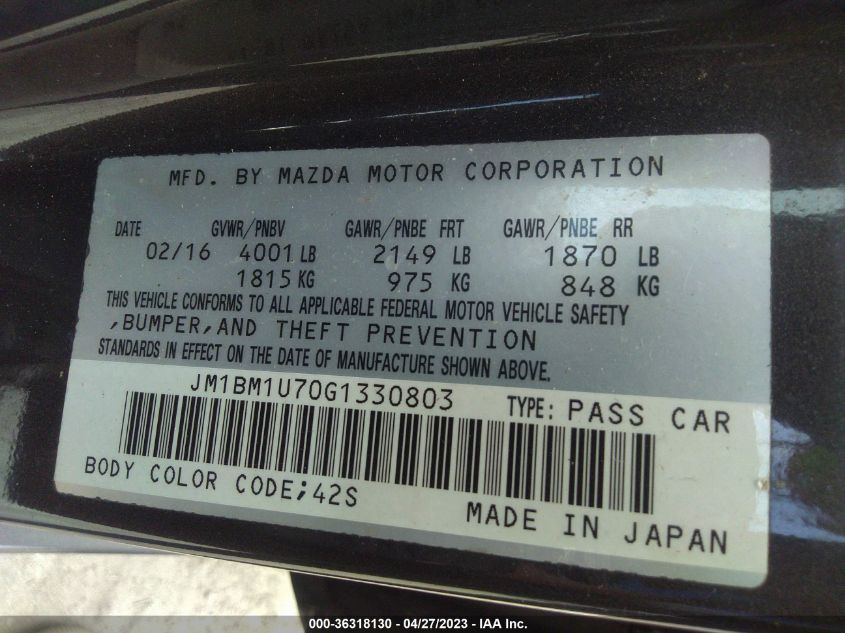 MFD. BY MAZDA MOTOR CORPORATION
DATE GVWR/PNBV GAWR/PNBE FRT GAWR/PNBE RR
02/16 4001 LB 2149 LB 1870 LB
1815 KG 975 KG 848 KG
THIS VEHICLE CONFORMS TO ALL APPLICABLE FEDERAL MOTOR VEHICLE SAFETY
,BUMPER,AND THEFT PREVENTION
STANDARDS IN EFFECT ON THE DATE OF MANUFACTURE SHOWN ABOVE.
JM1BM1U70G1330803 TYPE: PASS CAR
BODY COLOR CODE;42S
MADE IN JAPAN
000-36318130 - 04/27/2023 - IAA Inc.